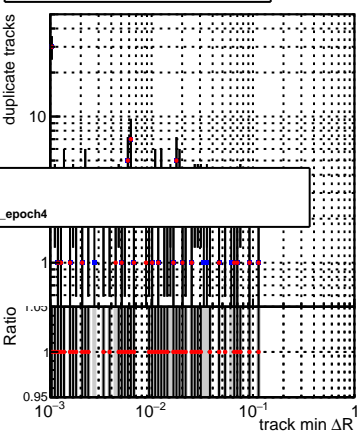 duplicate tracks
10
_epoch4
1
1.05
Ratio
1
0.95
10⁻³
10⁻²
10⁻¹
1
track min ΔR